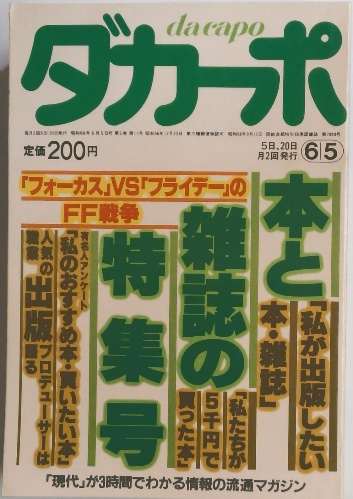 da capo
ダカーポ
定価200円
5日、20日
月2回発行
6/5
「フォーカス」VS「フライデー」の
FF戦争
本と
雑誌の
特集号
「私が出版したい
本・雑誌」
「私たちが
5千円で
買った本」
有名人アンケート
「私のおすすめ本・買いたい本」
人気の出版プロデューサーは
語る
「現代」が3時間でわかる情報の流通マガジン